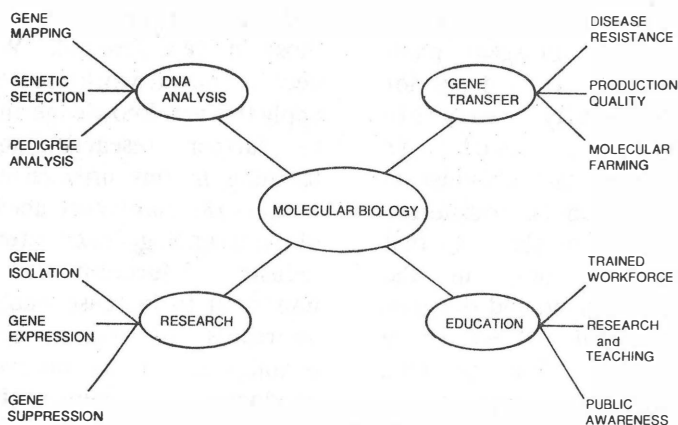 GENE
MAPPING
GENETIC
SELECTION
PEDIGREE
ANALYSIS
DNA
ANALYSIS
GENE
TRANSFER
DISEASE
RESISTANCE
PRODUCTION
QUALITY
MOLECULAR
FARMING
MOLECULAR BIOLOGY
GENE
ISOLATION
GENE
EXPRESSION
GENE
SUPPRESSION
RESEARCH
EDUCATION
TRAINED
WORKFORCE
RESEARCH
and
TEACHING
PUBLIC
AWARENESS